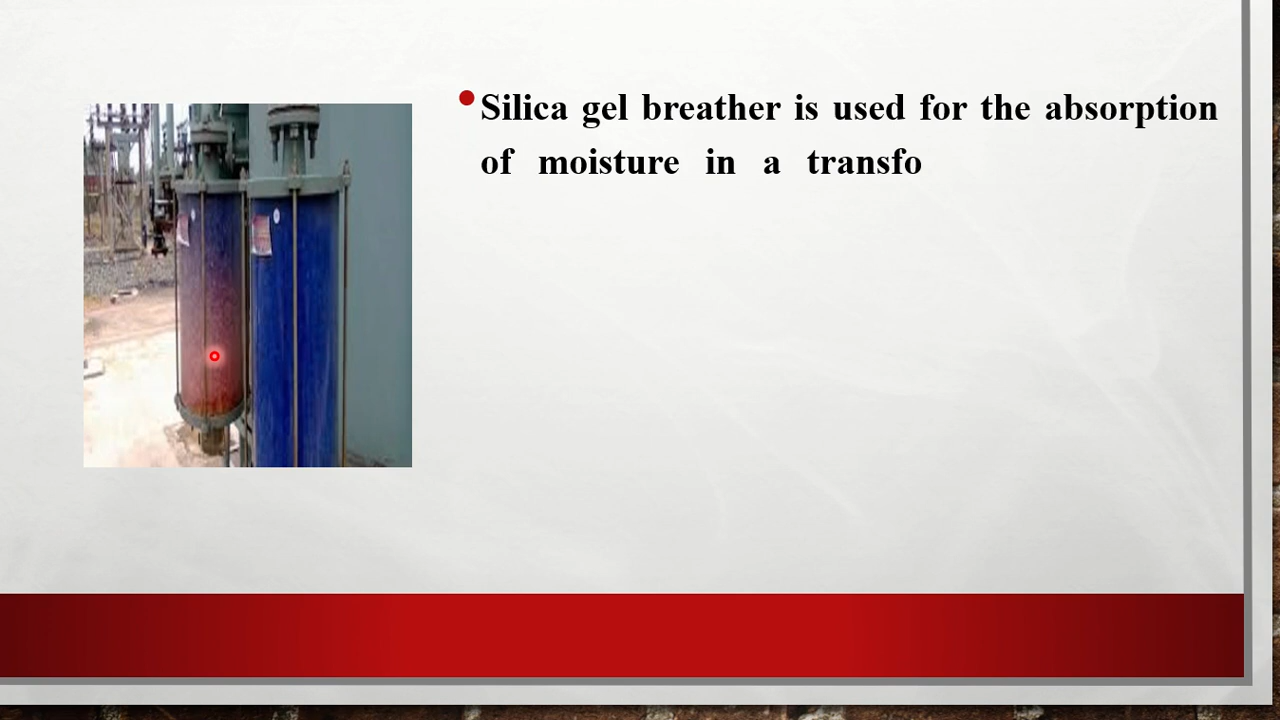 Silica gel breather is used for the absorption
of moisture in a transfo